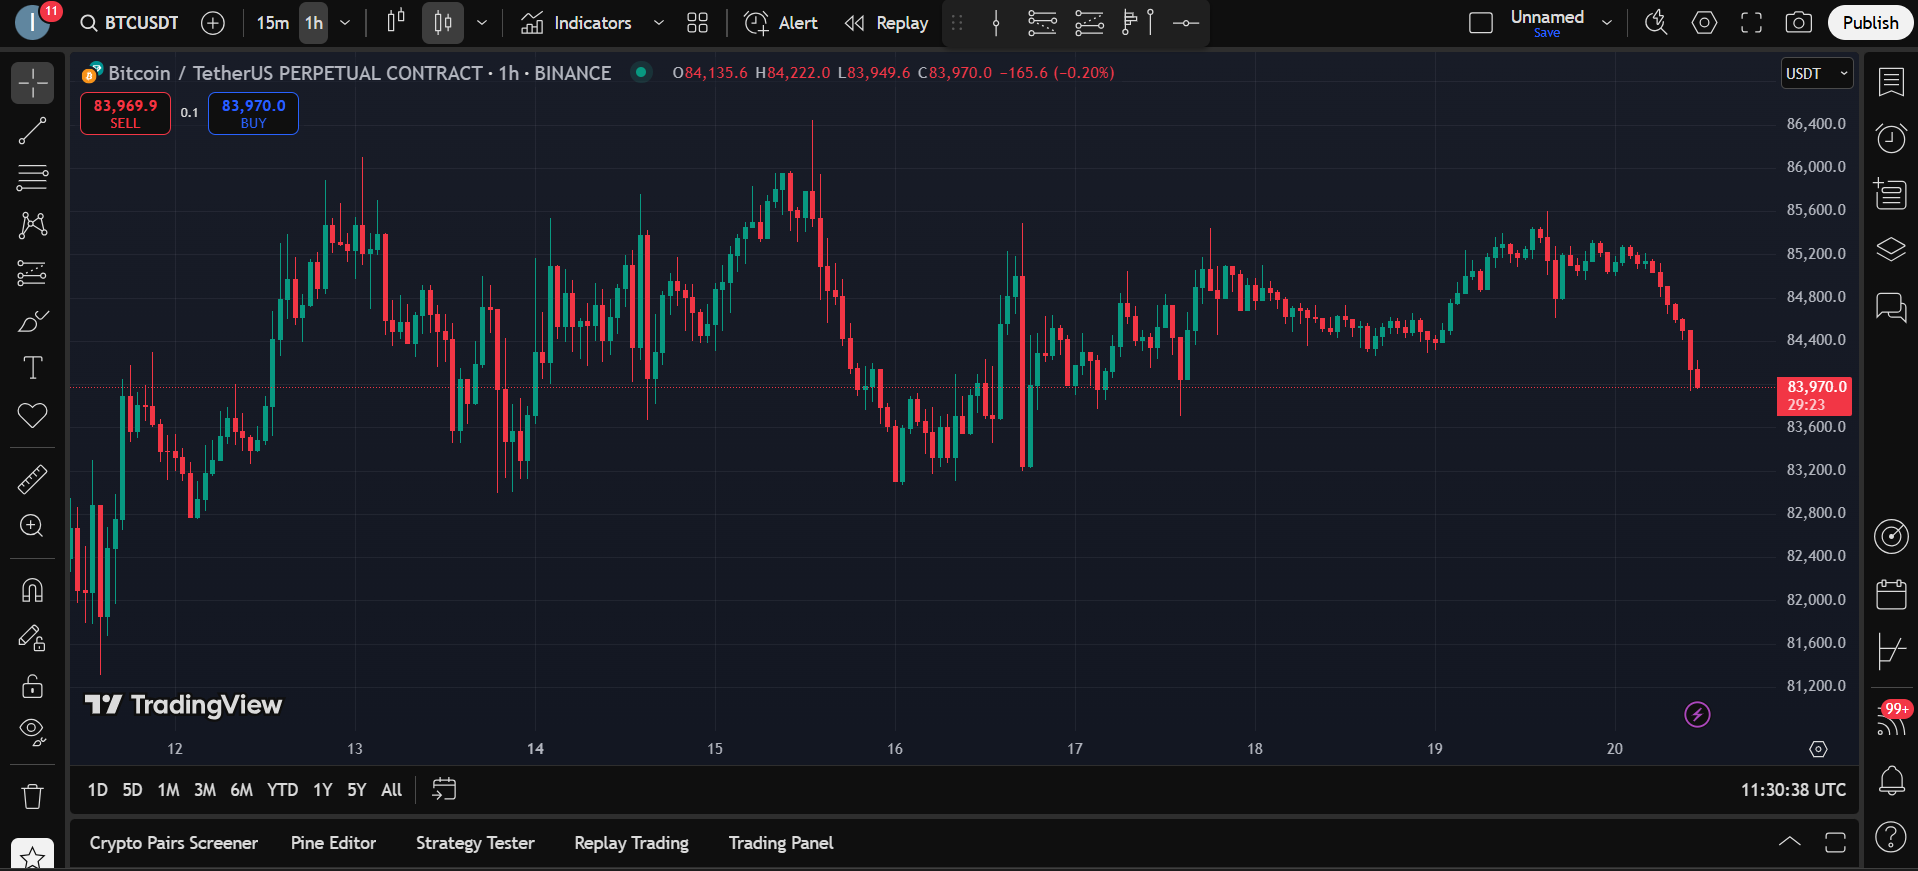 I 11 BTCUSDT 15m 1h Indicators Alert Replay Unnamed Save Publish
Bitcoin / TetherUS PERPETUAL CONTRACT · 1h · BINANCE O84,135.6 H84,222.0 L83,949.6 C83,970.0 −165.6 (−0.20%) USDT
83,969.9 SELL 0.1 83,970.0 BUY
86,400.0
86,000.0
85,600.0
85,200.0
84,800.0
84,400.0
83,970.0
29:23
83,600.0
83,200.0
82,800.0
82,400.0
82,000.0
81,600.0
81,200.0
TradingView
99+
12 13 14 15 16 17 18 19 20
1D 5D 1M 3M 6M YTD 1Y 5Y All 11:30:38 UTC
Crypto Pairs Screener Pine Editor Strategy Tester Replay Trading Trading Panel